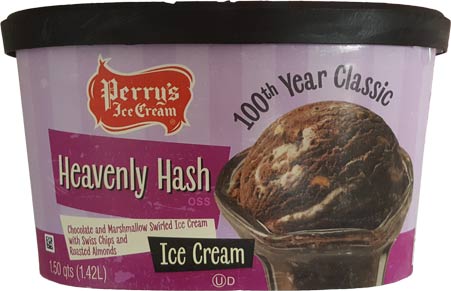 Perry's
Ice Cream
®
100th Year Classic
Heavenly Hash
OSS
Chocolate and Marshmallow Swirled Ice Cream
with Swiss Chips and
Roasted Almonds
Ice Cream
1.50 qts (1.42L)
U D